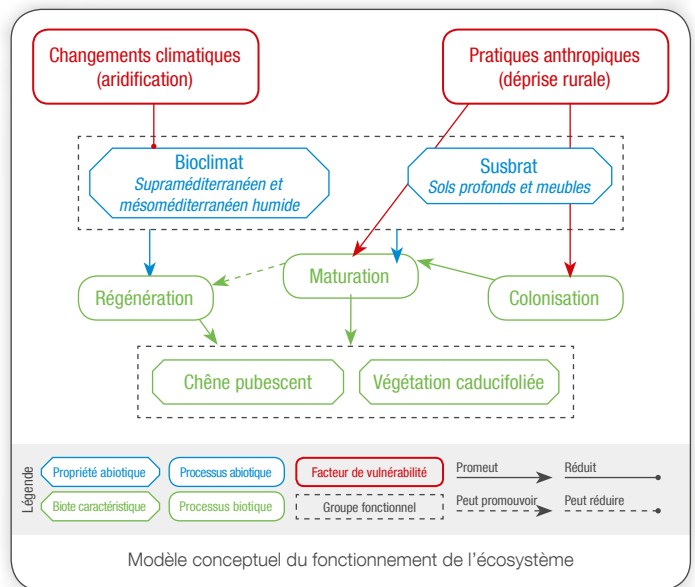 Changements climatiques
(aridification)
Pratiques anthropiques
(déprise rurale)
Bioclimat
Supraméditerranéen et
mésoméditerranéen humide
Susbrat
Sols profonds et meubles
Régénération
Maturation
Colonisation
Chêne pubescent
Végétation caducifoliée
Légende
Propriété abiotique
Processus abiotique
Facteur de vulnérabilité
Promeut
Réduit
Biote caractéristique
Processus biotique
Groupe fonctionnel
Peut promouvoir
Peut réduire
Modèle conceptuel du fonctionnement de l'écosystème